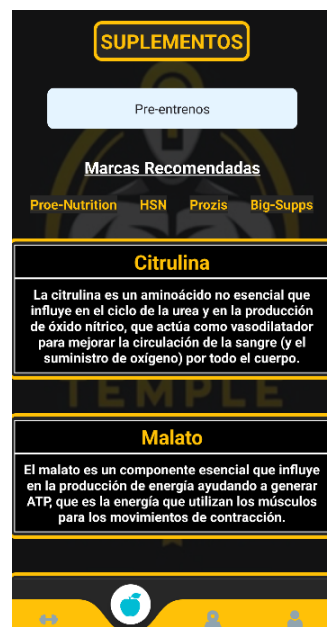 SUPLEMENTOS
Pre-entrenos
Marcas Recomendadas
Proe-Nutrition HSN Prozis Big-Supps
Citrulina
La citrulina es un aminoácido no esencial que
influye en el ciclo de la urea y en la producción
de óxido nítrico, que actúa como vasodilatador
para mejorar la circulación de la sangre (y el
suministro de oxígeno) por todo el cuerpo.
TEMPLE
Malato
El malato es un componente esencial que influye
en la producción de energía ayudando a generar
ATP, que es la energía que utilizan los músculos
para los movimientos de contracción.